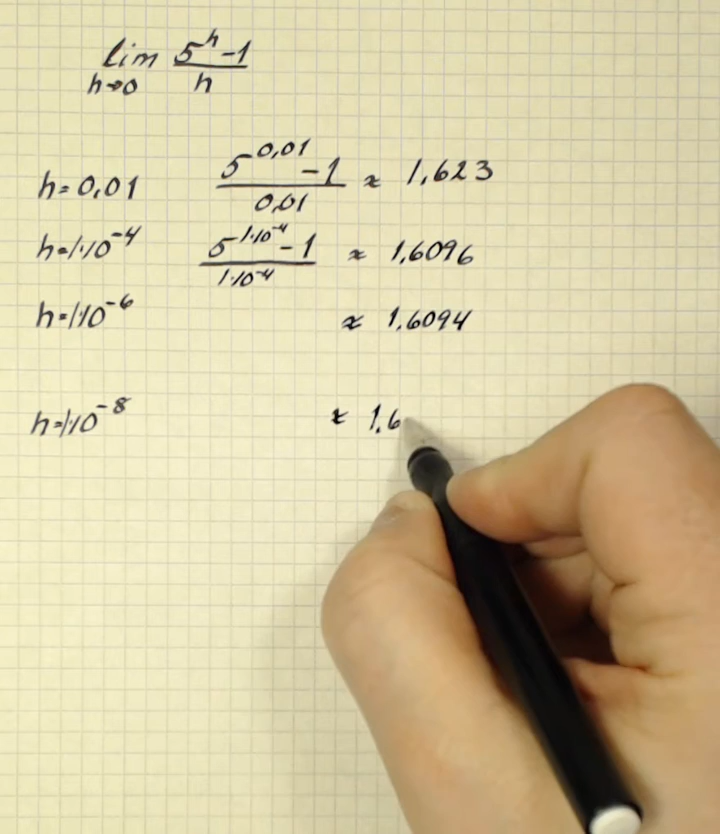 lim 5^h-1
h→0 h
h=0,01 5^0,01-1 ≈ 1,623
0,01
h=1·10^-4 5^1·10^-4-1 ≈ 1,6096
1·10^-4
h=1·10^-6 ≈ 1,6094
h=1·10^-8 ≈ 1,6